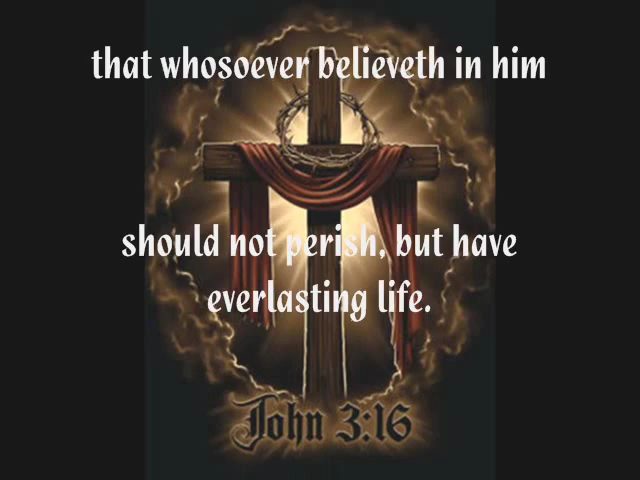 that whosoever believeth in him
should not perish, but have
everlasting life.
John 3:16